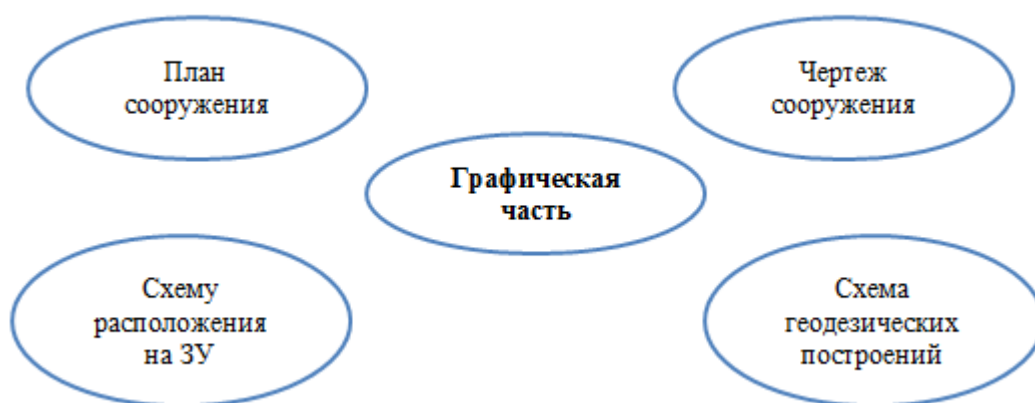 План
сооружения
Чертеж
сооружения
Графическая
часть
Схему
расположения
на ЗУ
Схема
геодезических
построений